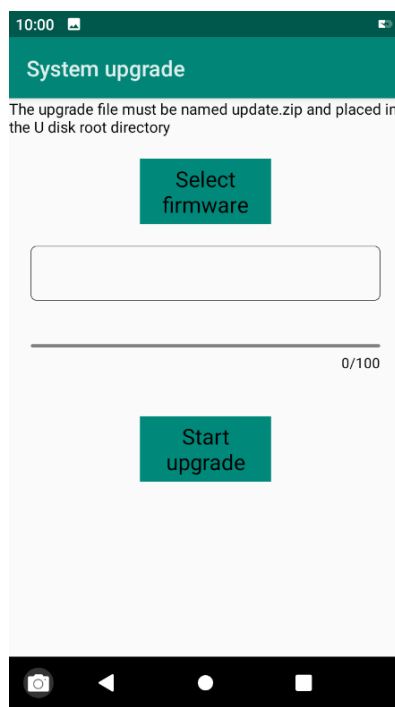 10:00
System upgrade
The upgrade file must be named update.zip and placed in
the U disk root directory
Select
firmware
0/100
Start
upgrade